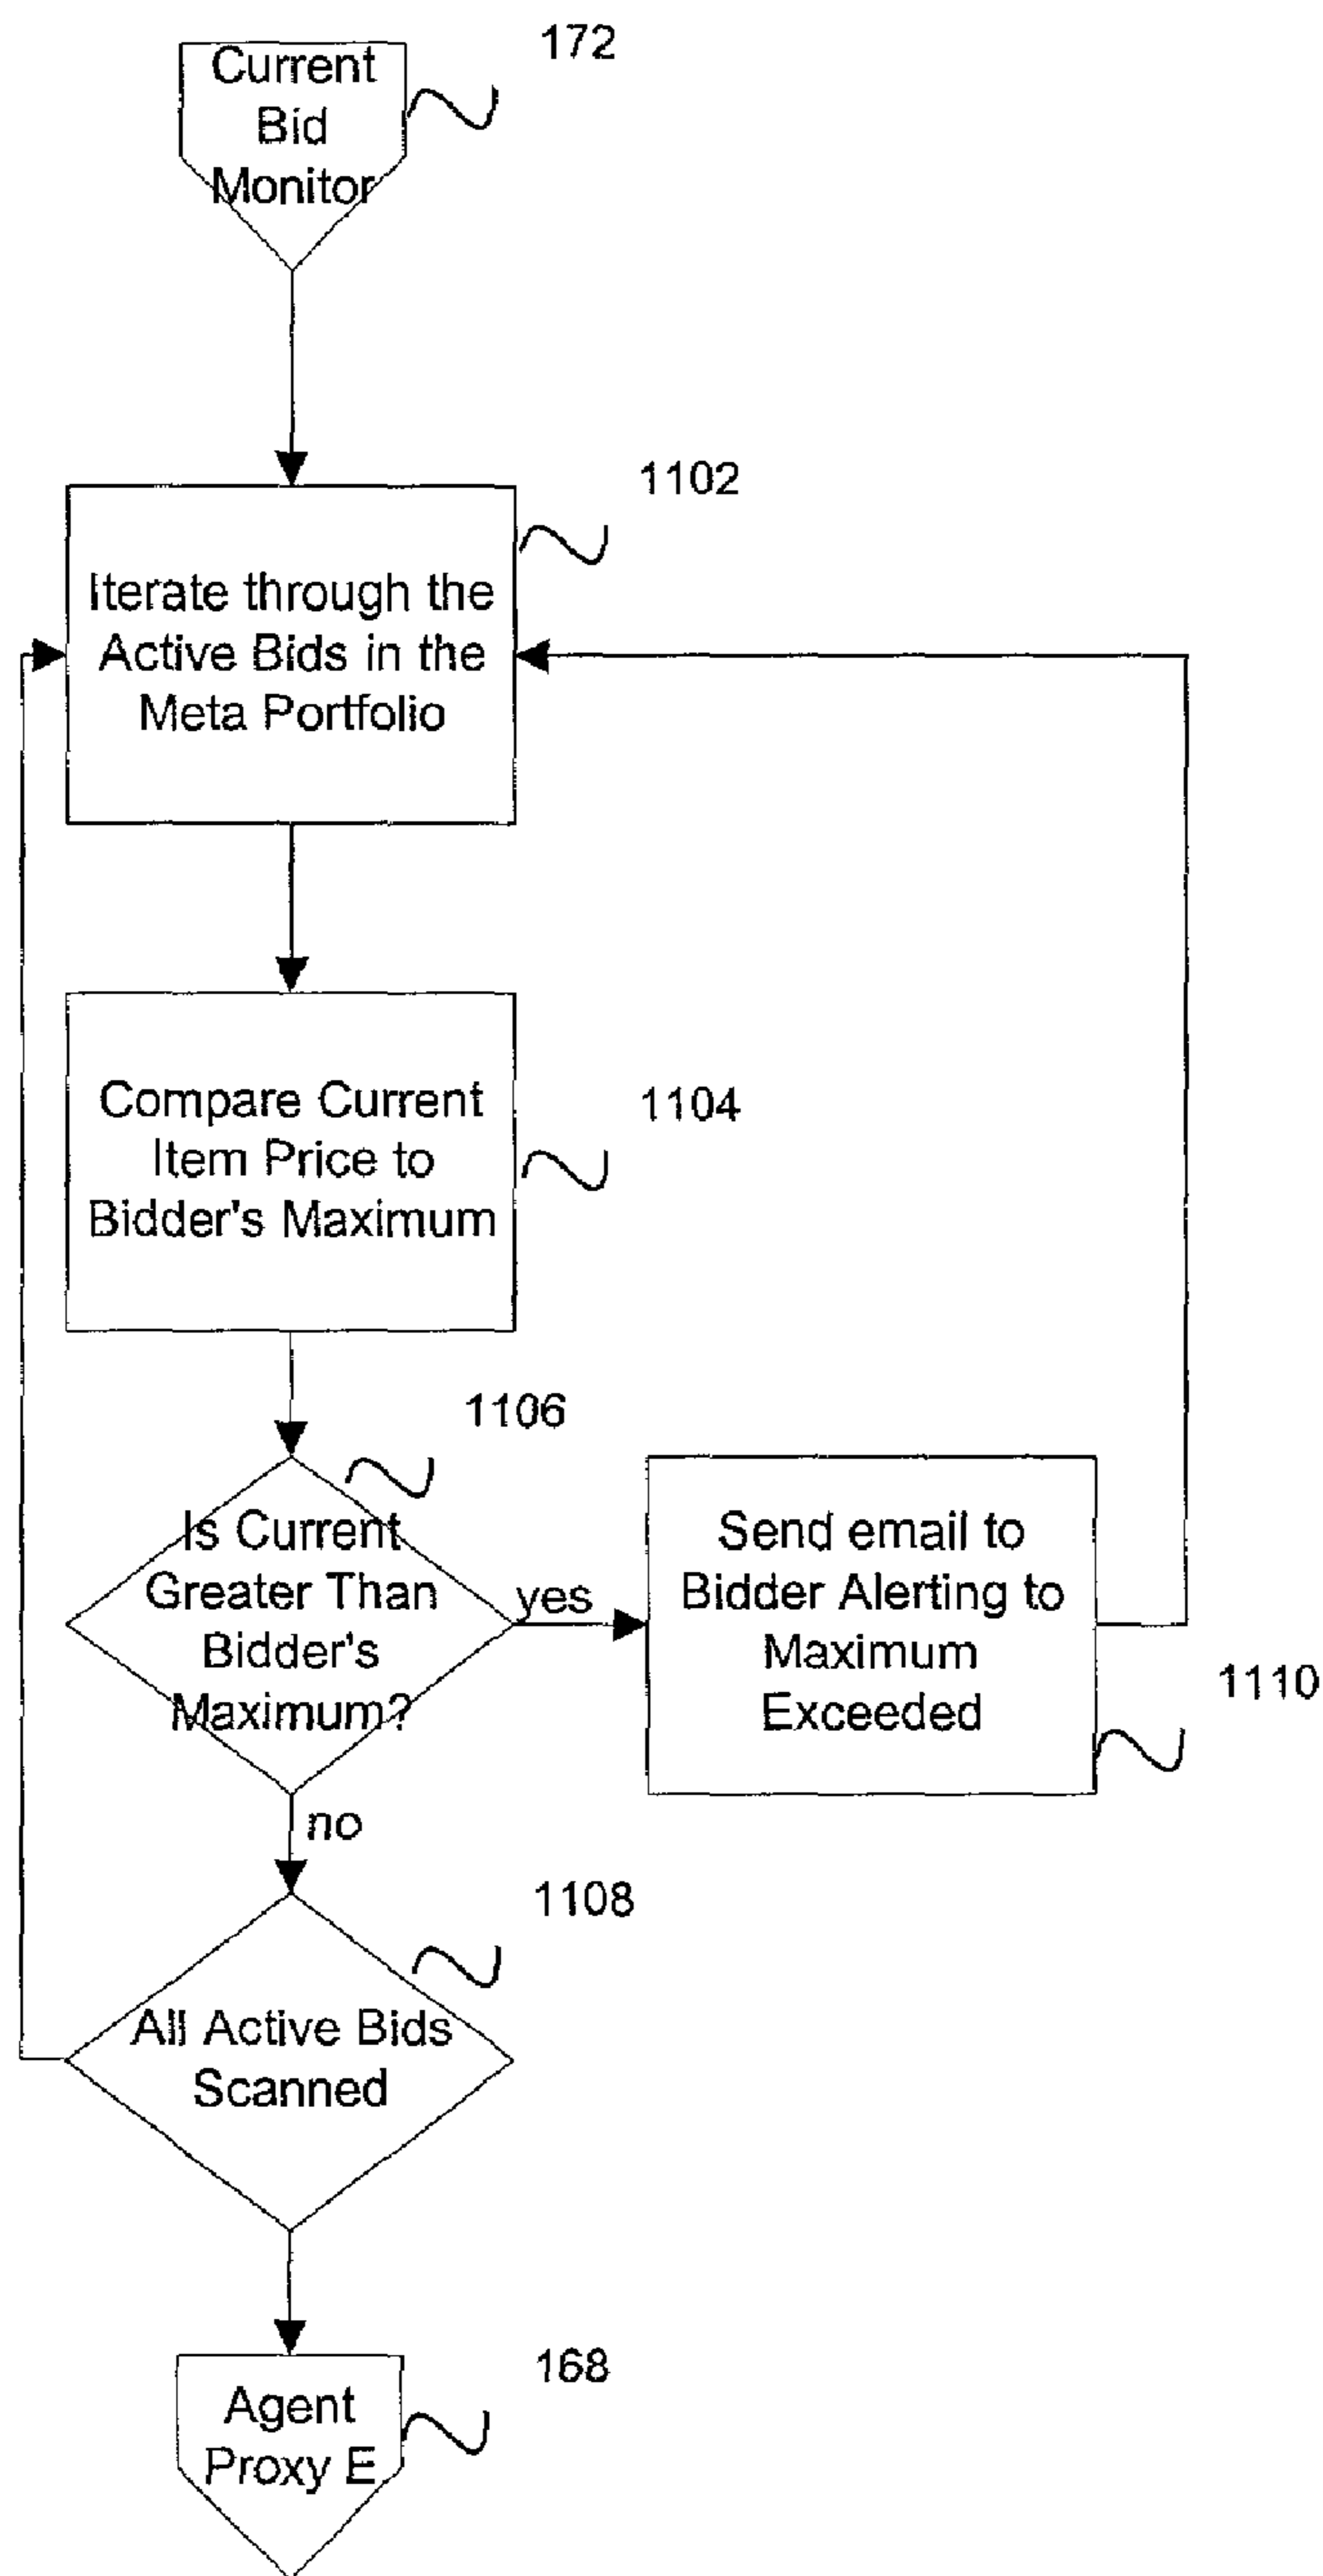 172
Current
Bid
Monitor
1102
Iterate through the
Active Bids in the
Meta Portfolio
Compare Current
Item Price to
Bidder's Maximum
1104
1106
Is Current
Greater Than
Bidder's
Maximum?
yes
Send email to
Bidder Alerting to
Maximum
Exceeded
1110
no
1108
All Active Bids
Scanned
168
Agent
Proxy E